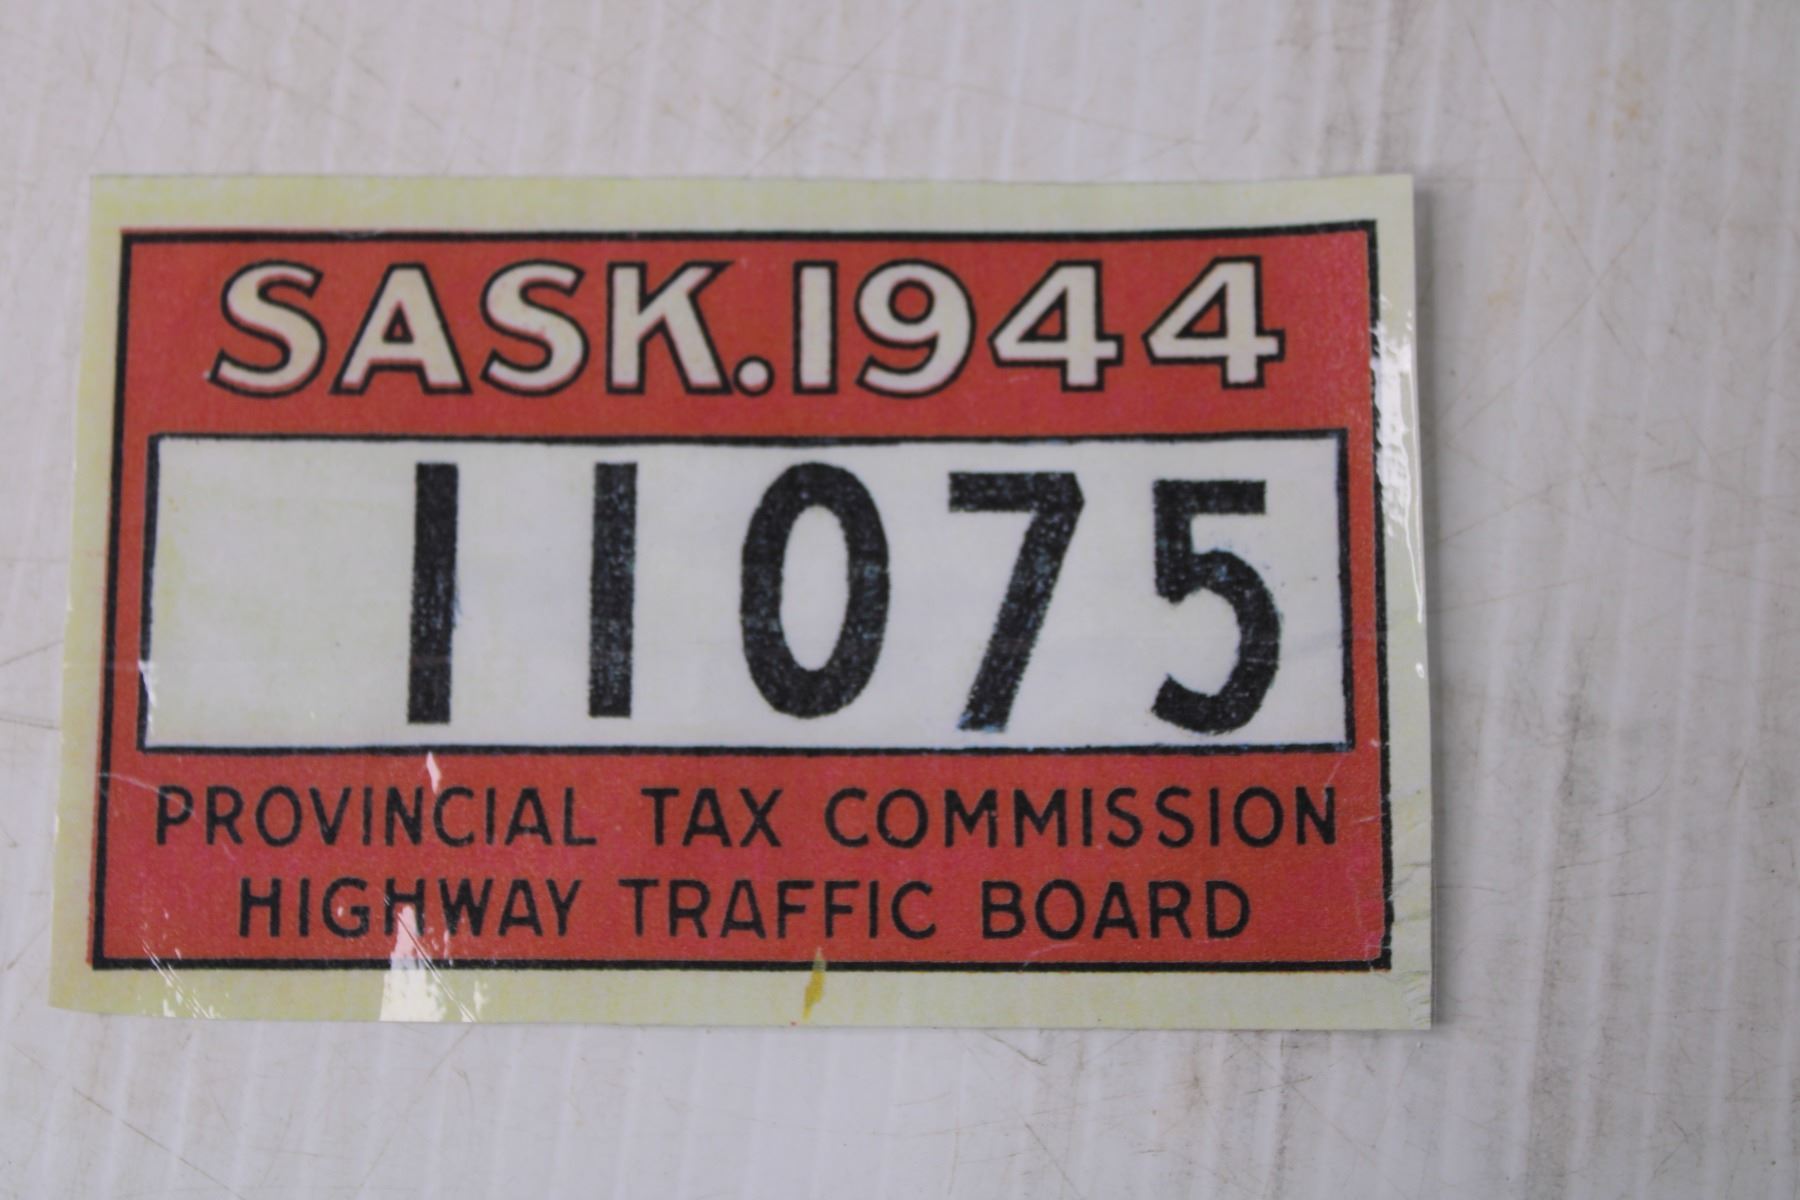 SASK.1944
11075
PROVINCIAL TAX COMMISSION
HIGHWAY TRAFFIC BOARD